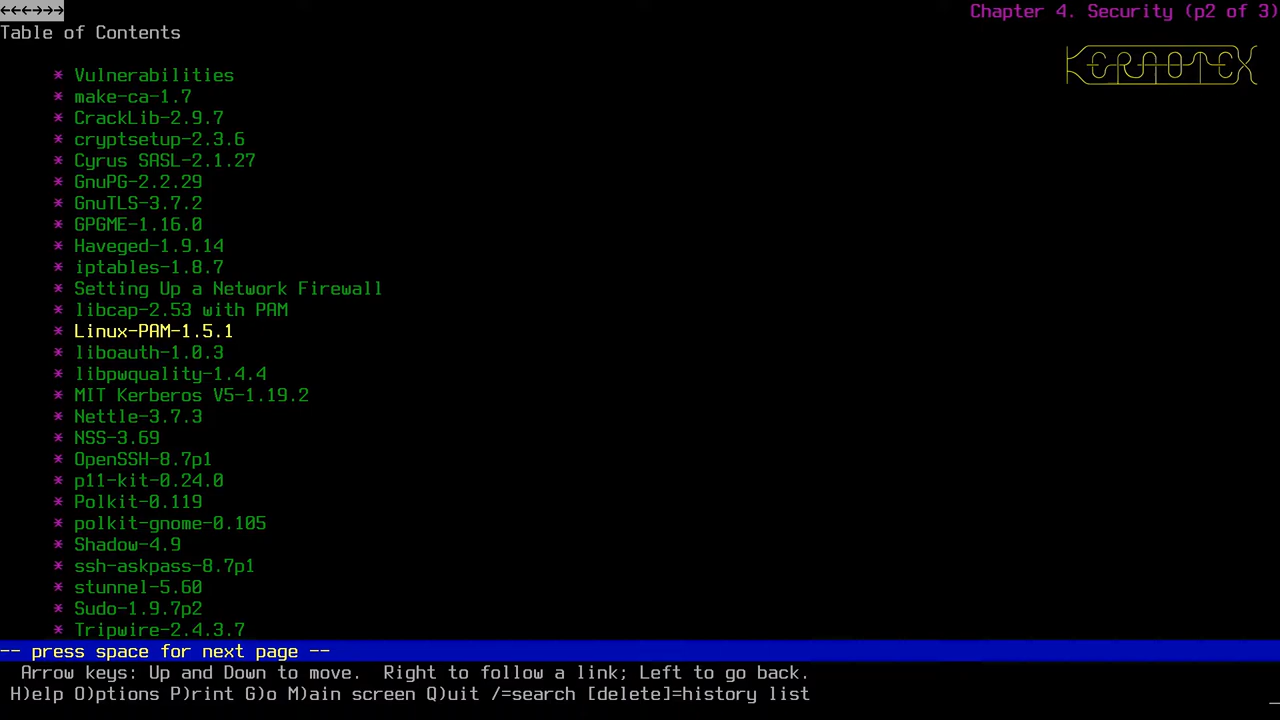 ←←←→→→ Chapter 4. Security (p2 of 3)
Table of Contents
KERNOTEX
* Vulnerabilities
* make-ca-1.7
* CrackLib-2.9.7
* cryptsetup-2.3.6
* Cyrus SASL-2.1.27
* GnuPG-2.2.29
* GnuTLS-3.7.2
* GPGME-1.16.0
* Haveged-1.9.14
* iptables-1.8.7
* Setting Up a Network Firewall
* libcap-2.53 with PAM
* Linux-PAM-1.5.1
* liboauth-1.0.3
* libpwquality-1.4.4
* MIT Kerberos V5-1.19.2
* Nettle-3.7.3
* NSS-3.69
* OpenSSH-8.7p1
* p11-kit-0.24.0
* Polkit-0.119
* polkit-gnome-0.105
* Shadow-4.9
* ssh-askpass-8.7p1
* stunnel-5.60
* Sudo-1.9.7p2
* Tripwire-2.4.3.7
-- press space for next page --
Arrow keys: Up and Down to move. Right to follow a link; Left to go back.
H)elp O)ptions P)rint G)o M)ain screen Q)uit /=search [delete]=history list